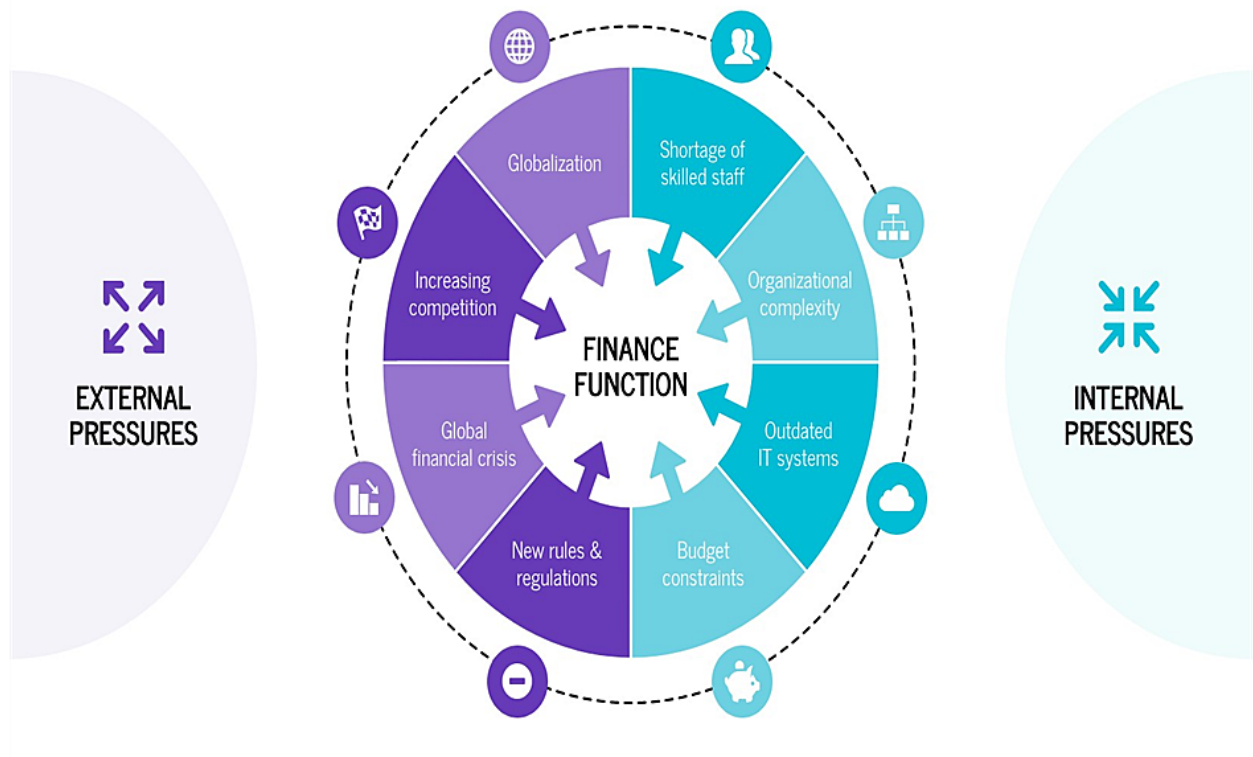 EXTERNAL
PRESSURES
Globalization
Increasing
competition
Global
financial crisis
New rules &
regulations
FINANCE
FUNCTION
Shortage of
skilled staff
Organizational
complexity
Outdated
IT systems
Budget
constraints
INTERNAL
PRESSURES